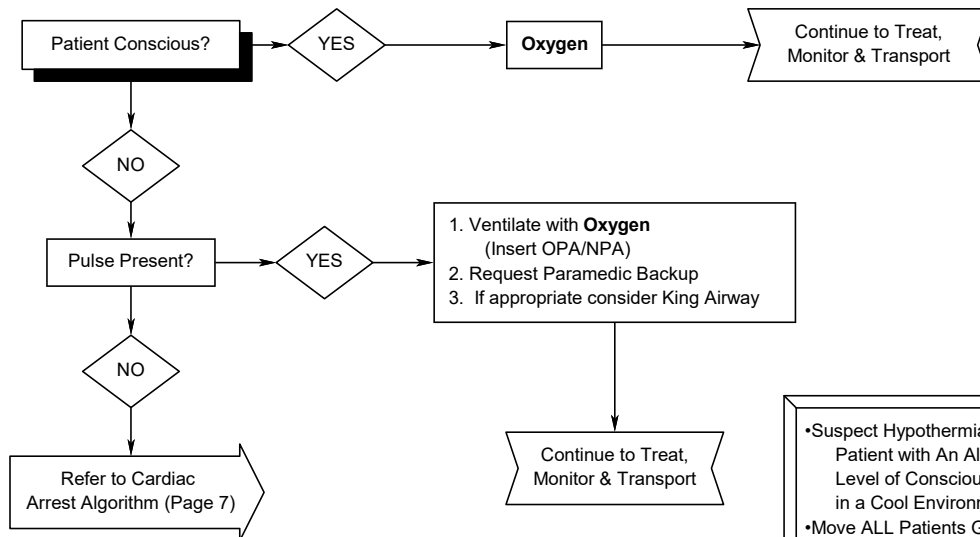 Patient Conscious?
YES
Oxygen
Continue to Treat,
Monitor & Transport
NO
Pulse Present?
YES
1. Ventilate with Oxygen
(Insert OPA/NPA)
2. Request Paramedic Backup
3. If appropriate consider King Airway
NO
Refer to Cardiac
Arrest Algorithm (Page 7)
Continue to Treat,
Monitor & Transport
•Suspect Hypothermia
Patient with An
Level of
in a Cool
•Move ALL Patients